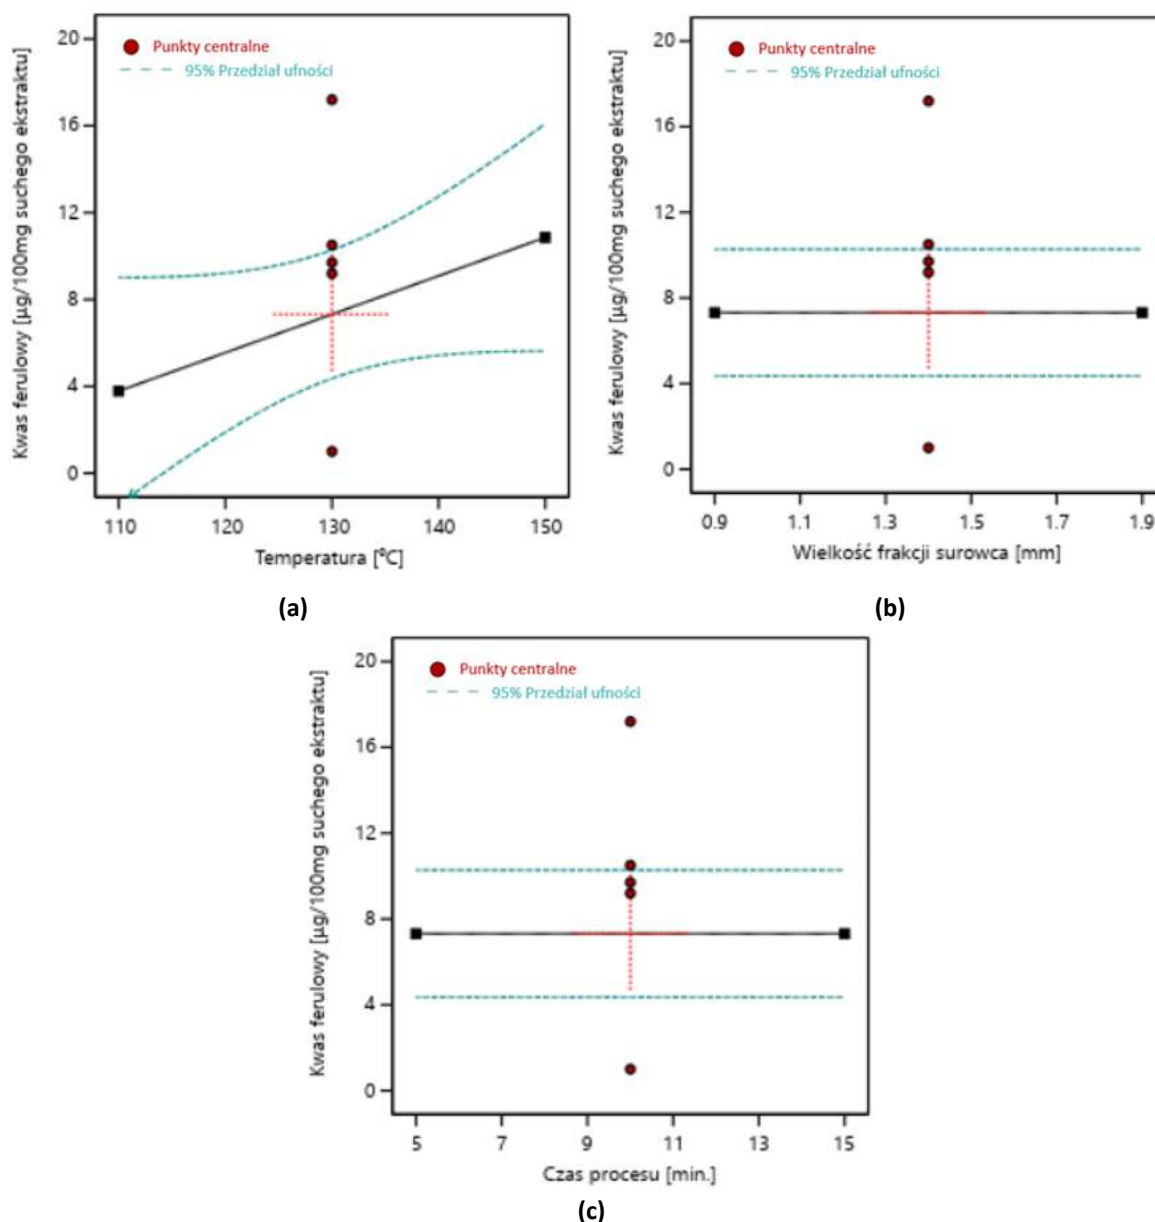 Kwas ferulowy [µg/100mg suchego ekstraktu]
20
16
12
8
4
0
Punkty centralne
95% Przedział ufności
110
120
130
140
150
Temperatura [⁰C]
(a)
Kwas ferulowy [µg/100mg suchego ekstraktu]
20
16
12
8
4
0
Punkty centralne
95% Przedział ufności
0.9
1.1
1.3
1.5
1.7
1.9
Wielkość frakcji surowca [mm]
(b)
Kwas ferulowy [µg/100mg suchego ekstraktu]
20
16
12
8
4
0
Punkty centralne
95% Przedział ufności
5
7
9
11
13
15
Czas procesu [min.]
(c)